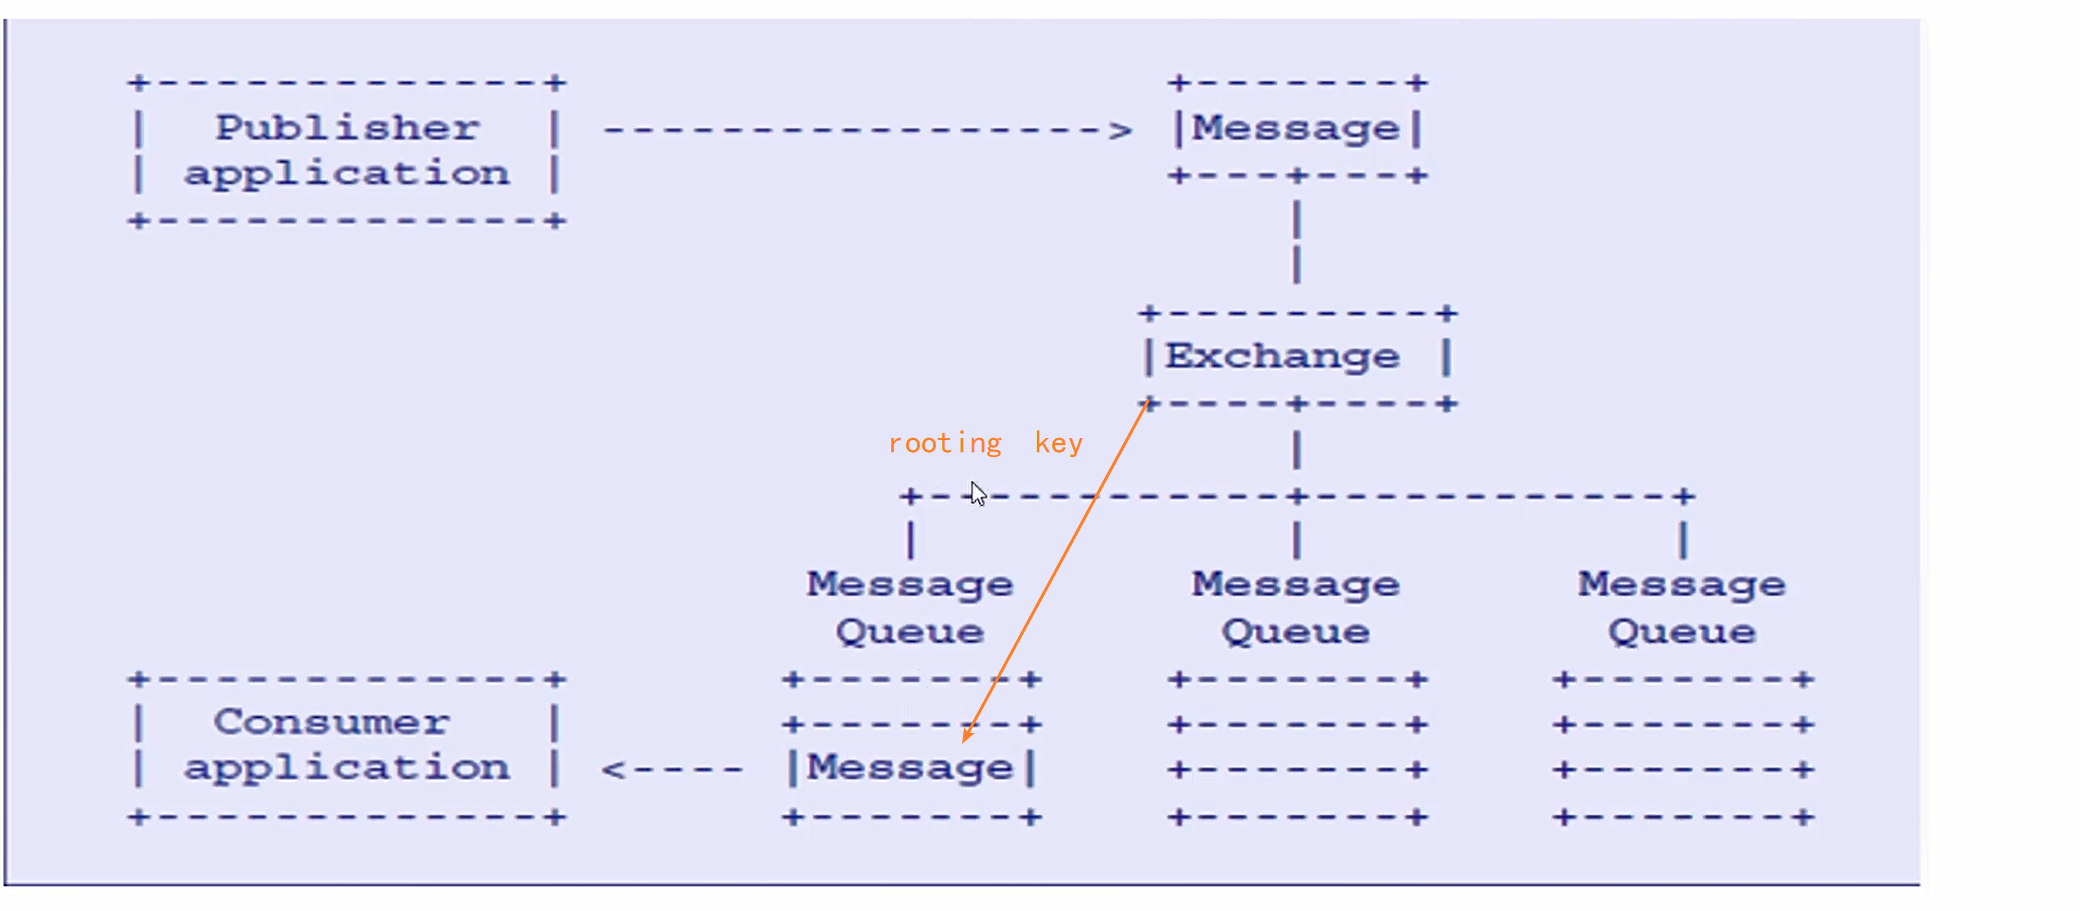 Publisher
application
Message
Exchange
rooting key
Message Message Message
Queue Queue Queue
Consumer
application
Message